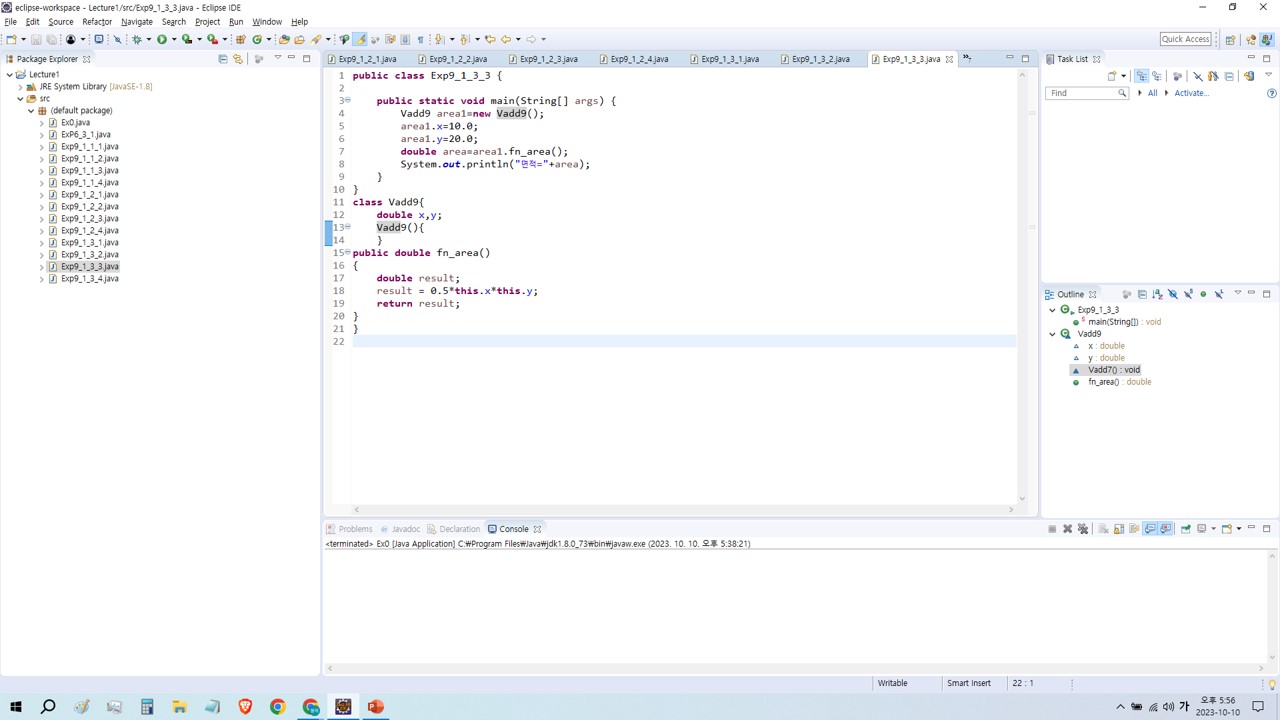 eclipse-workspace - Lecture1/src/Exp9_1_3_3.java - Eclipse IDE
File Edit Source Refactor Navigate Search Project Run Window Help
Quick Access
Package Explorer
Lecture1
JRE System Library [JavaSE-1.8]
src
(default package)
Ex0.java
ExP6_3_1.java
Exp9_1_1_1.java
Exp9_1_1_2.java
Exp9_1_1_3.java
Exp9_1_1_4.java
Exp9_1_2_1.java
Exp9_1_2_2.java
Exp9_1_2_3.java
Exp9_1_2_4.java
Exp9_1_3_1.java
Exp9_1_3_2.java
Exp9_1_3_3.java
Exp9_1_3_4.java
Exp9_1_2_1.java Exp9_1_2_2.java Exp9_1_2_3.java Exp9_1_2_4.java Exp9_1_3_1.java Exp9_1_3_2.java Exp9_1_3_3.java
1 public class Exp9_1_3_3 {
2
3 public static void main(String[] args) {
4 Vadd9 area1=new Vadd9();
5 area1.x=10.0;
6 area1.y=20.0;
7 double area=area1.fn_area();
8 System.out.println("면적="+area);
9 }
10 }
11 class Vadd9{
12 double x,y;
13 Vadd9(){
14 }
15 public double fn_area()
16 {
17 double result;
18 result = 0.5*this.x*this.y;
19 return result;
20 }
21 }
22
Task List
Find All Activate...
Outline
Exp9_1_3_3
main(String[]) : void
Vadd9
x : double
y : double
Vadd7() : void
fn_area() : double
Problems Javadoc Declaration Console
<terminated> Ex0 [Java Application] C:₩Program Files₩Java₩jdk1.8.0_73₩bin₩javaw.exe (2023. 10. 10. 오후 5:38:21)
Writable Smart Insert 22 : 1
가
오후 5:56
2023-10-10